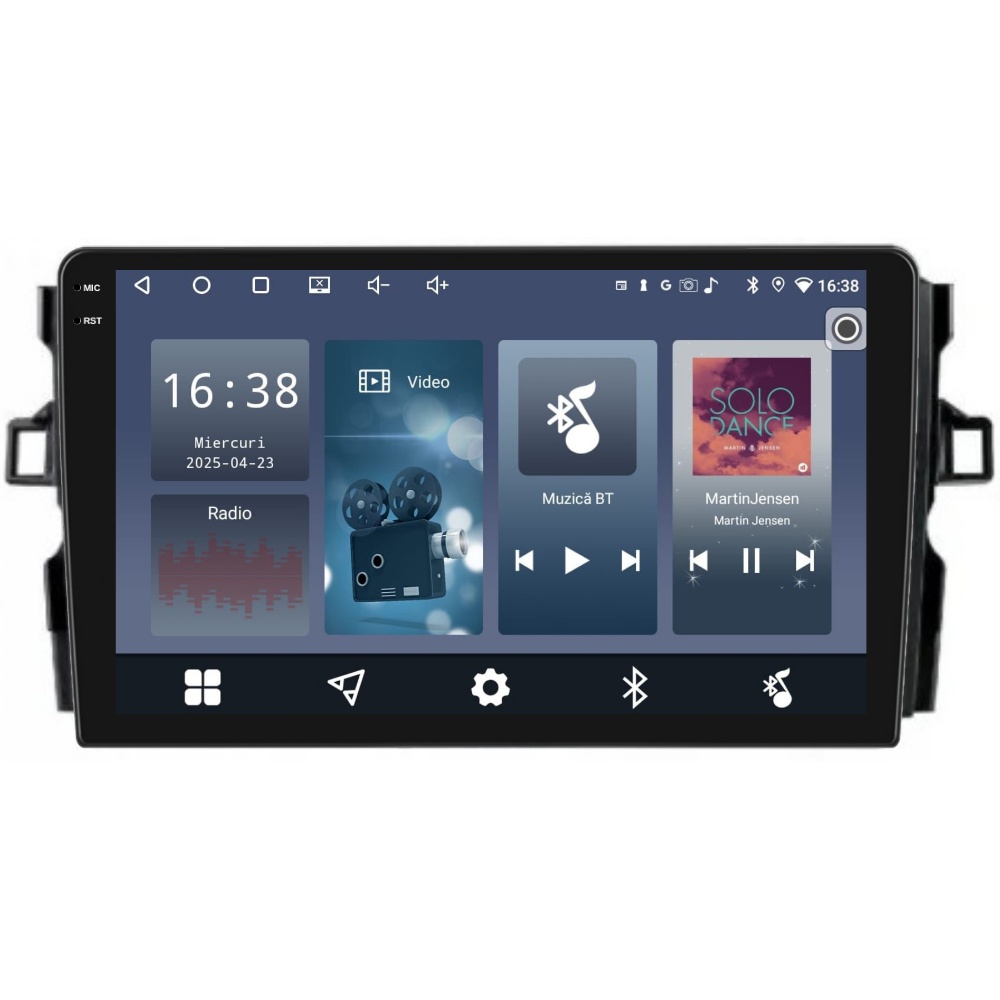 MIC
RST
G
16:38
16:38
Miercuri
2025-04-23
Radio
Video
Muzică BT
SOLO
DANCE
MARTIN JENSEN
MartinJensen
Martin Jensen